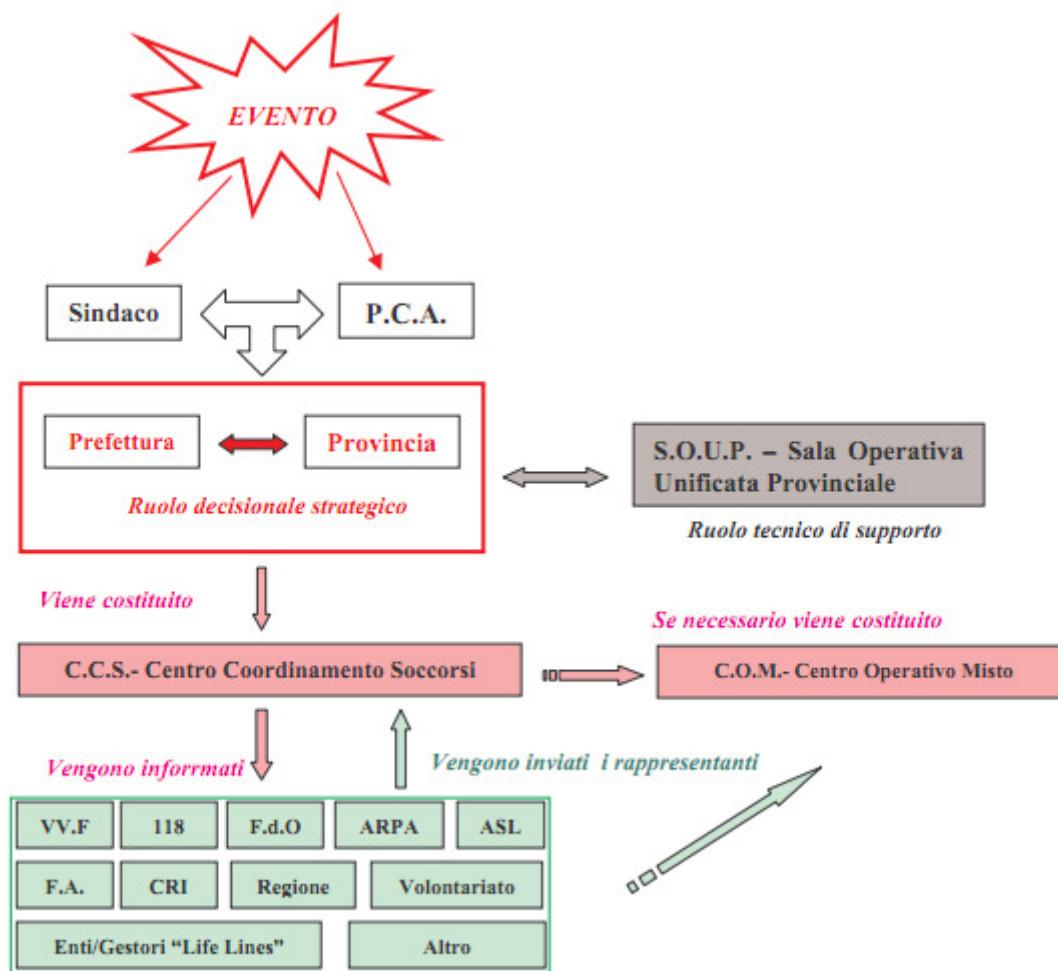 EVENTO
Sindaco
P.C.A.
Prefettura
Provincia
Ruolo decisionale strategico
S.O.U.P. – Sala Operativa
Unificata Provinciale
Ruolo tecnico di supporto
Viene costituito
Se necessario viene costituito
C.C.S.- Centro Coordinamento Soccorsi
C.O.M.- Centro Operativo Misto
Vengono inforrmati
Vengono inviati i rappresentanti
VV.F
118
F.d.O
ARPA
ASL
F.A.
CRI
Regione
Volontariato
Enti/Gestori “Life Lines”
Altro